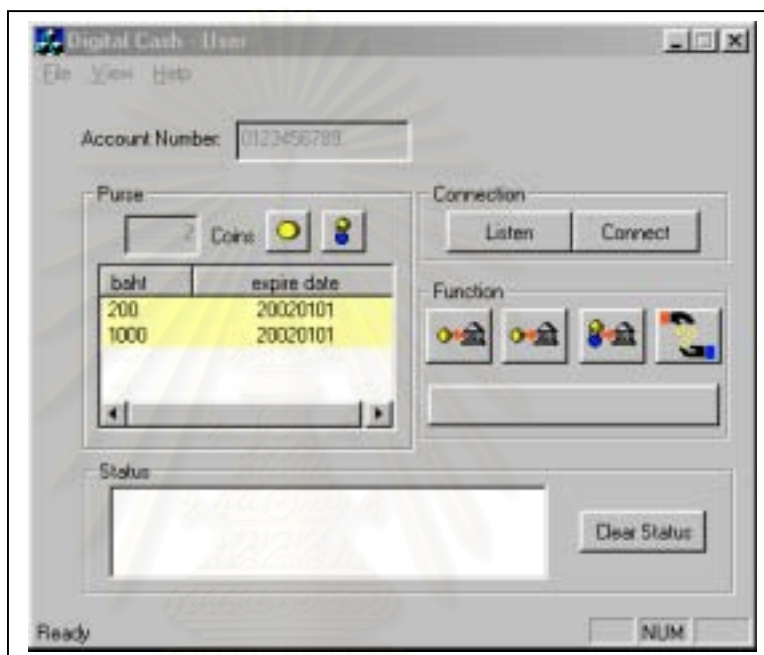 Digital Cash - User
File View Help
Account Number: 0123456789
Purse
2 Coins
baht expire date
200 20020101
1000 20020101
Connection
Listen Connect
Function
Status
Clear Status
Ready
NUM